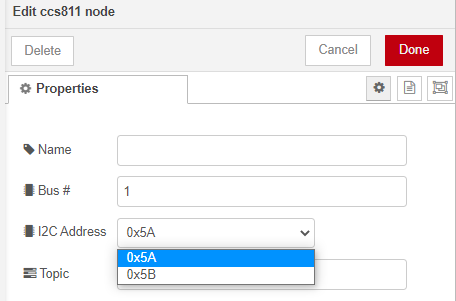 Edit ccs811 node
Delete
Cancel
Done
Properties
Name
Bus #
1
I2C Address
0x5A
0x5A
0x5B
Topic